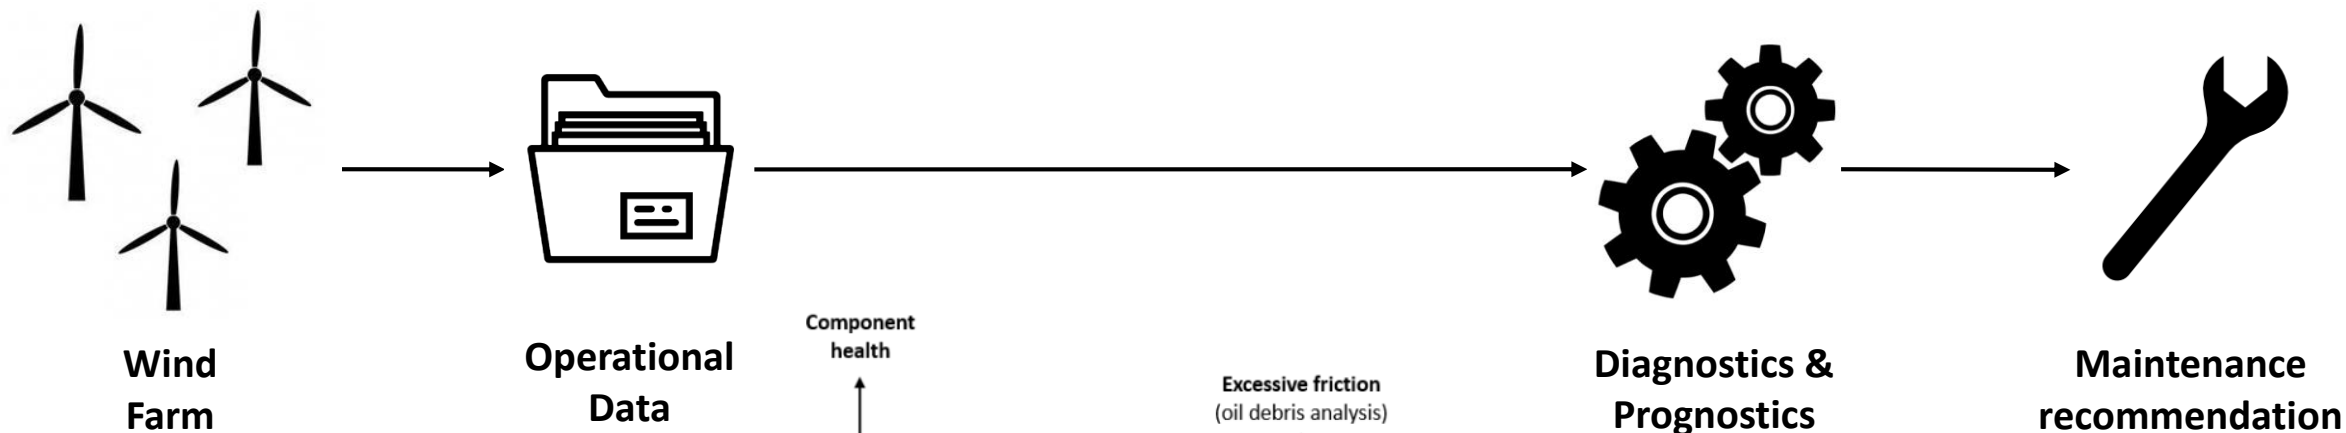 Wind
Farm
Operational
Data
Component
health
Excessive friction
(oil debris analysis)
Diagnostics &
Prognostics
Maintenance
recommendation